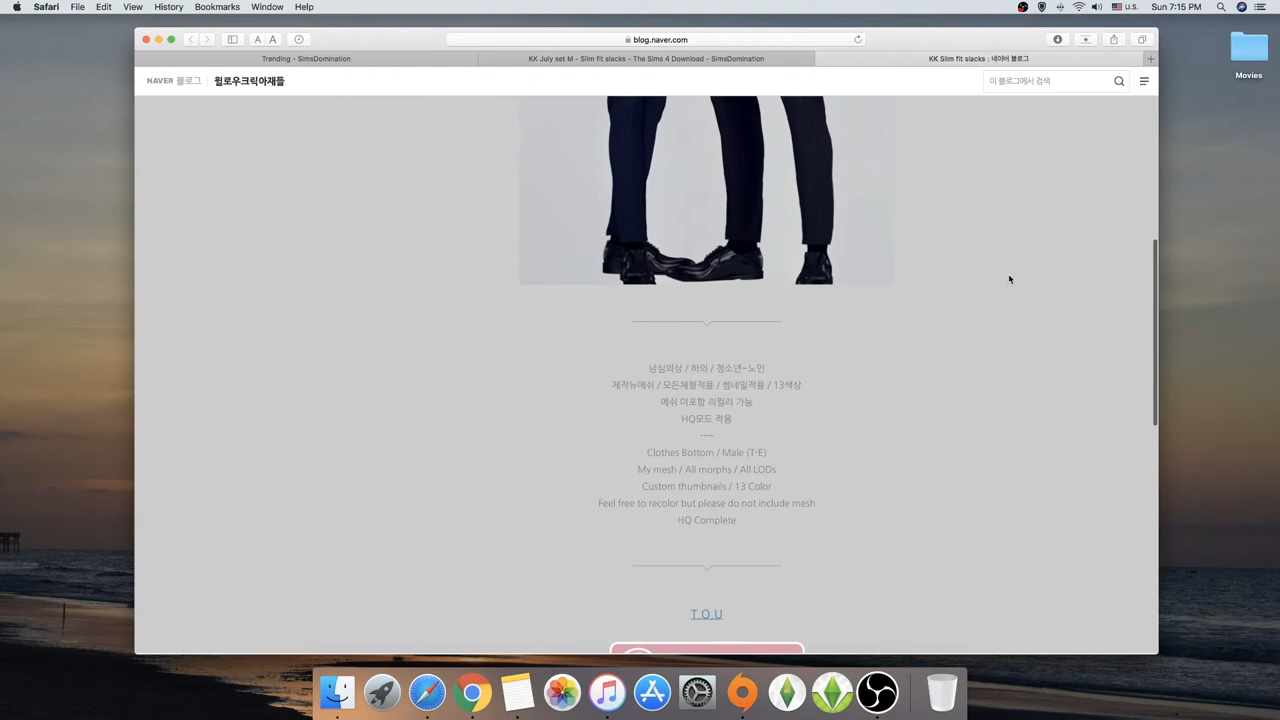 Safari File Edit View History Bookmarks Window Help
U.S. Sun 7:15 PM
A A blog.naver.com
Trending - SimsDomination
KK July set M - Slim fit slacks - The Sims 4 Download - SimsDomination
KK Slim fit slacks : 네이버 블로그
NAVER 블로그 윌로우크릭아재들
이 블로그에서 검색
Movies
남심의상 / 하의 / 청소년~노인
제작뉴메쉬 / 모든체형적용 / 썸네일적용 / 13색상
메쉬 미포함 리컬러 가능
HQ모드 적용
----
Clothes Bottom / Male (T-E)
My mesh / All morphs / All LODs
Custom thumbnails / 13 Color
Feel free to recolor but please do not include mesh
HQ Complete
T.O.U